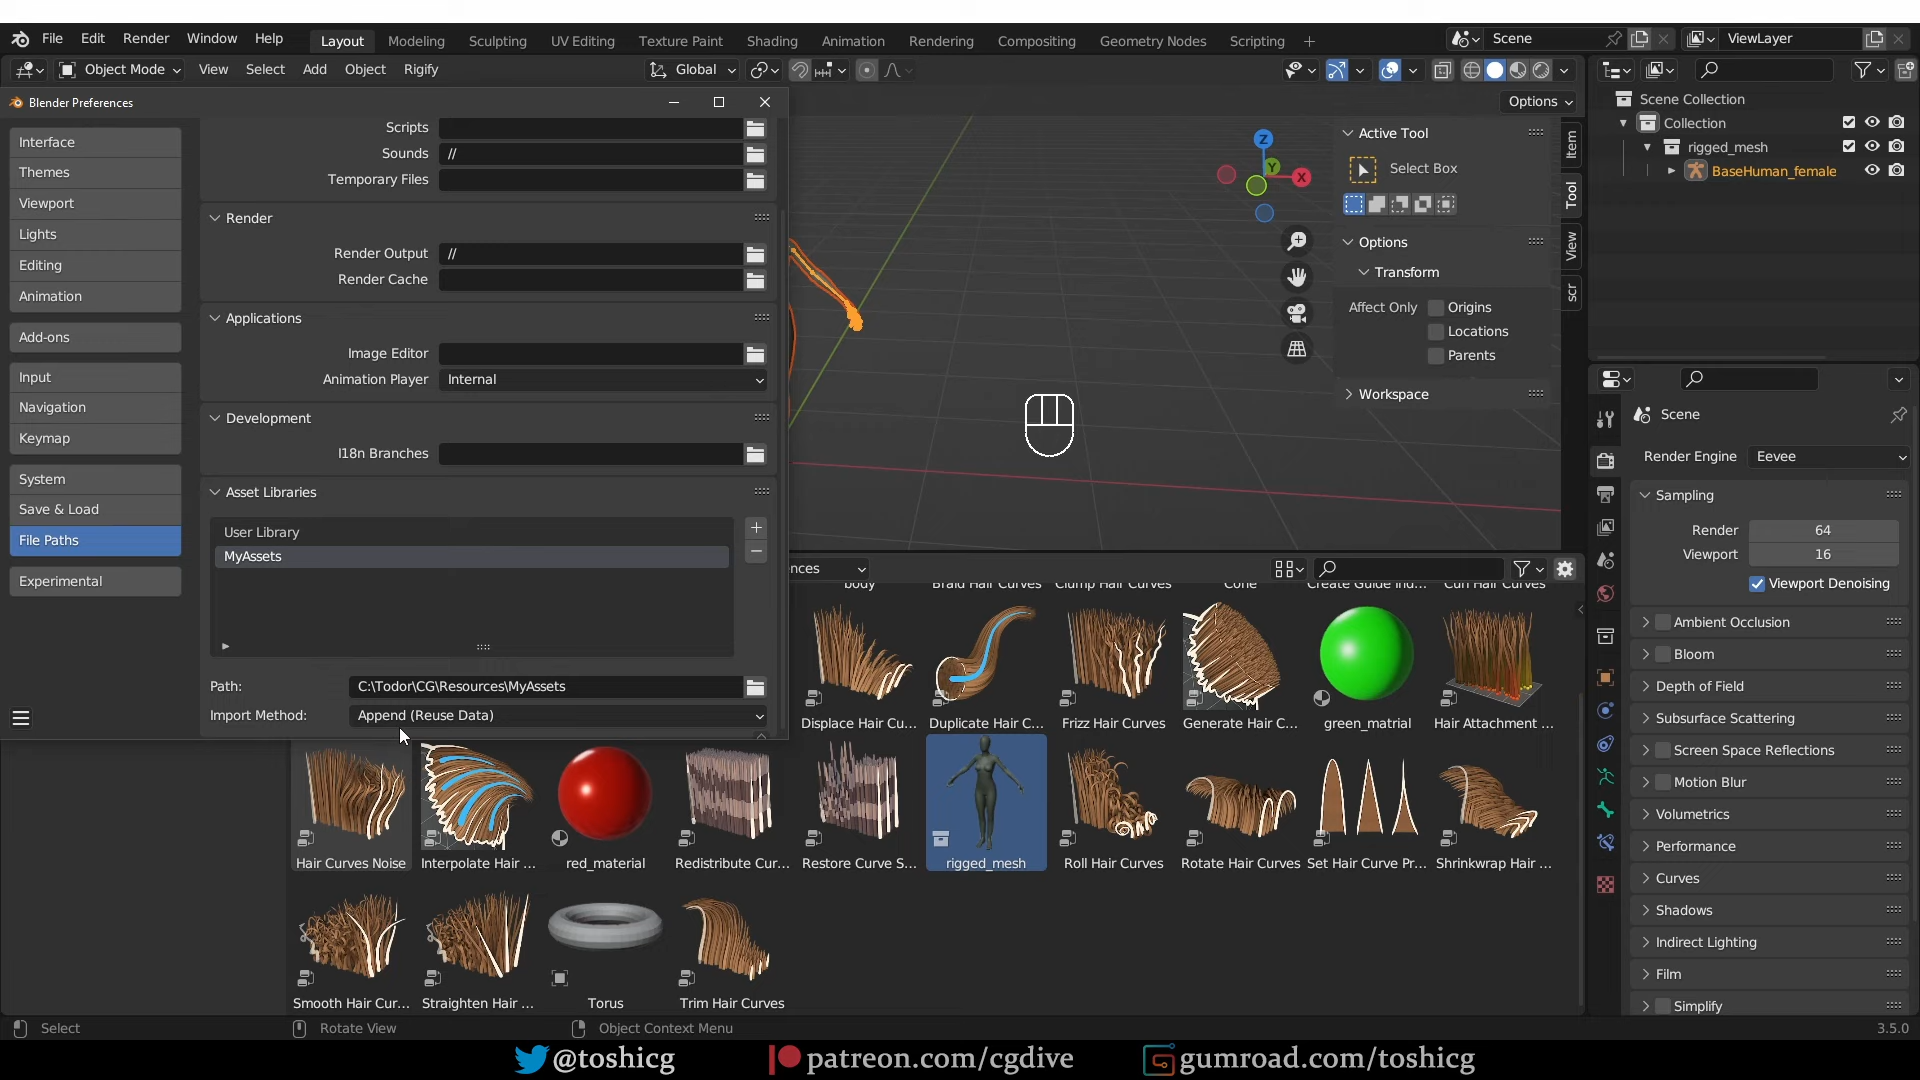 File Edit Render Window Help Layout Modeling Sculpting UV Editing Texture Paint Shading Animation Rendering Compositing Geometry Nodes Scripting + Scene ViewLayer
Object Mode View Select Add Object Rigify Global
Options
Blender Preferences
Interface
Themes
Viewport
Lights
Editing
Animation
Add-ons
Input
Navigation
Keymap
System
Save & Load
File Paths
Experimental
Scripts
Sounds //
Temporary Files
Render
Render Output //
Render Cache
Applications
Image Editor
Animation Player Internal
Development
I18n Branches
Asset Libraries
User Library
MyAssets
Path: C:\Todor\CG\Resources\MyAssets
Import Method: Append (Reuse Data)
Z
Y
X
Active Tool
Select Box
Options
Transform
Affect Only Origins
Locations
Parents
Workspace
Item
Tool
View
scr
Scene Collection
Collection
rigged_mesh
BaseHuman_female
Scene
Render Engine Eevee
Sampling
Render 64
Viewport 16
Viewport Denoising
Ambient Occlusion
Bloom
Depth of Field
Subsurface Scattering
Screen Space Reflections
Motion Blur
Volumetrics
Performance
Curves
Shadows
Indirect Lighting
Film
Simplify
nces
body Braid Hair Curves Clump Hair Curves Cone Create Guide Ind... Curl Hair Curves
Displace Hair Cu... Duplicate Hair C... Frizz Hair Curves Generate Hair C... green_matrial Hair Attachment ...
Hair Curves Noise Interpolate Hair ... red_material Redistribute Cur... Restore Curve S... rigged_mesh Roll Hair Curves Rotate Hair Curves Set Hair Curve Pr... Shrinkwrap Hair ...
Smooth Hair Cur... Straighten Hair ... Torus Trim Hair Curves
Select Rotate View Object Context Menu 3.5.0
@toshicg patreon.com/cgdive gumroad.com/toshicg